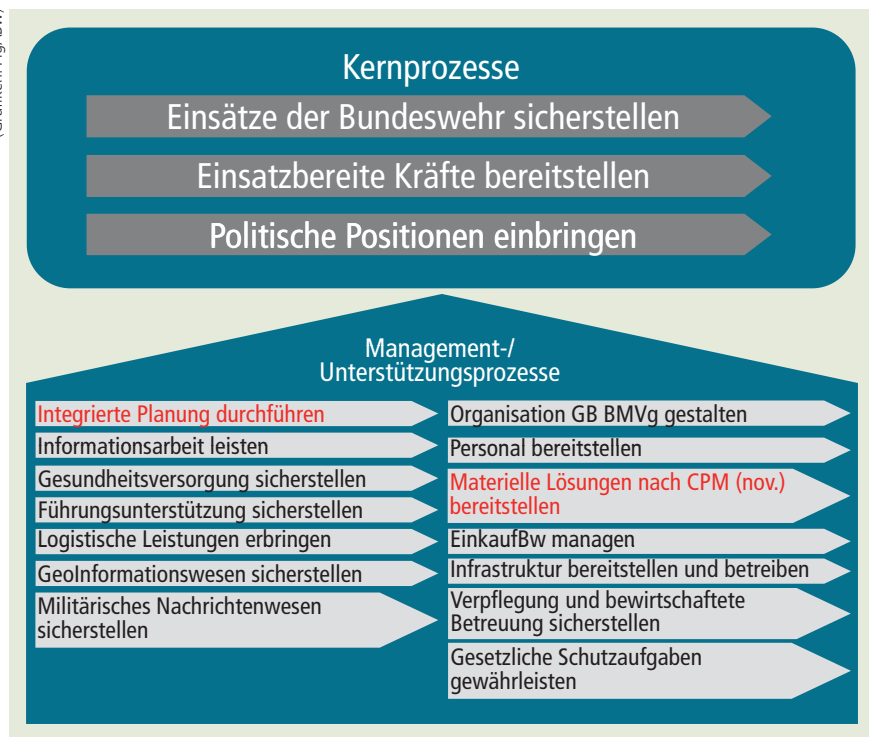 Kernprozesse
Einsätze der Bundeswehr sicherstellen
Einsatzbereite Kräfte bereitstellen
Politische Positionen einbringen
Management-/
Unterstützungsprozesse
Integrierte Planung durchführen
Informationsarbeit leisten
Gesundheitsversorgung sicherstellen
Führungsunterstützung sicherstellen
Logistische Leistungen erbringen
GeoInformationswesen sicherstellen
Militärisches Nachrichtenwesen
sicherstellen
Organisation GB BMVg gestalten
Personal bereitstellen
Materielle Lösungen nach CPM (nov.)
bereitstellen
EinkaufBw managen
Infrastruktur bereitstellen und betreiben
Verpflegung und bewirtschaftete
Betreuung sicherstellen
Gesetzliche Schutzaufgaben
gewährleisten